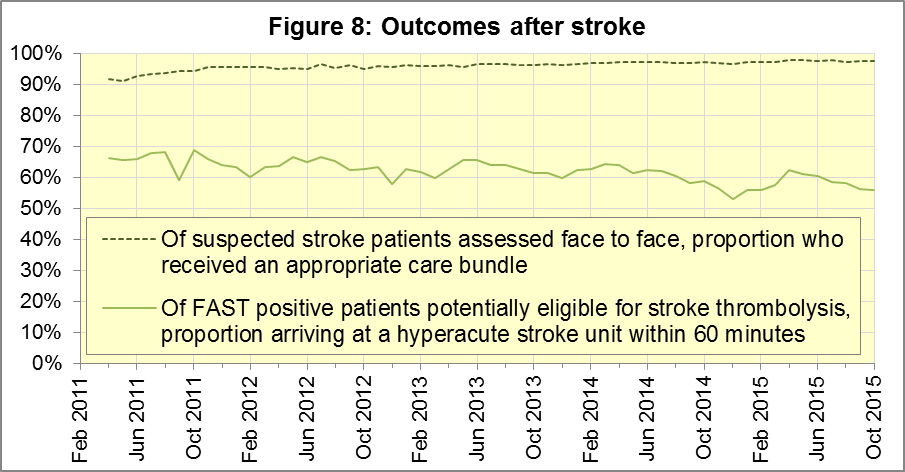 Figure 8: Outcomes after stroke
100%
90%
80%
70%
60%
50%
40%
30%
20%
10%
0%
Of suspected stroke patients assessed face to face, proportion who
received an appropriate care bundle
Of FAST positive patients potentially eligible for stroke thrombolysis,
proportion arriving at a hyperacute stroke unit within 60 minutes
Feb 2011
Jun 2011
Oct 2011
Feb 2012
Jun 2012
Oct 2012
Feb 2013
Jun 2013
Oct 2013
Feb 2014
Jun 2014
Oct 2014
Feb 2015
Jun 2015
Oct 2015